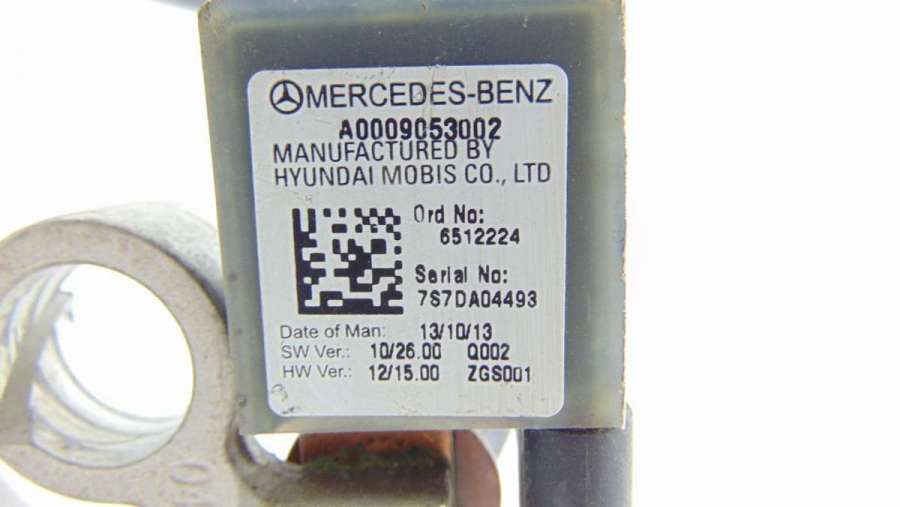 MERCEDES-BENZ
A0009053002
MANUFACTURED BY
HYUNDAI MOBIS CO., LTD
Ord No:
6512224
Serial No:
7S7DA04493
Date of Man: 13/10/13
SW Ver.: 10/26.00 Q002
HW Ver.: 12/15.00 ZGS001